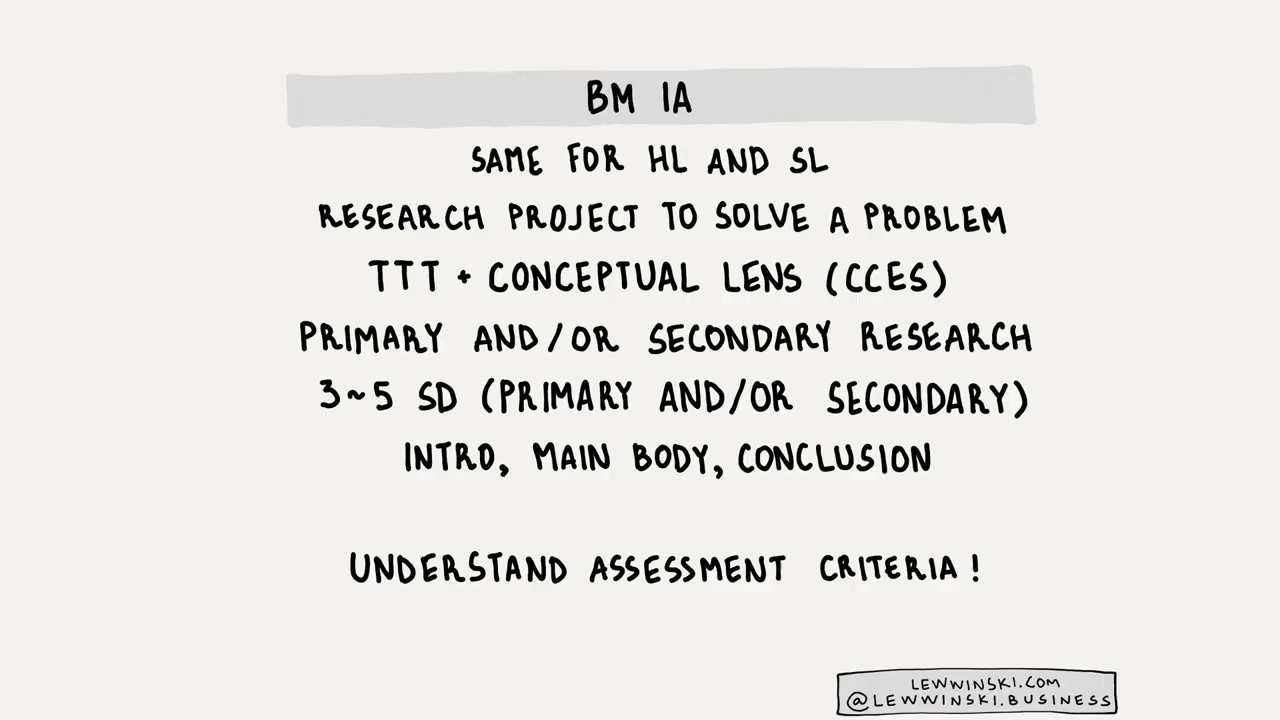 BM IA
SAME FOR HL AND SL
RESEARCH PROJECT TO SOLVE A PROBLEM
TTT + CONCEPTUAL LENS (CCES)
PRIMARY AND/OR SECONDARY RESEARCH
3~5 SD (PRIMARY AND/OR SECONDARY)
INTRO, MAIN BODY, CONCLUSION
UNDERSTAND ASSESSMENT CRITERIA!
LEWWINSKI.COM
@LEWWINSKI.BUSINESS